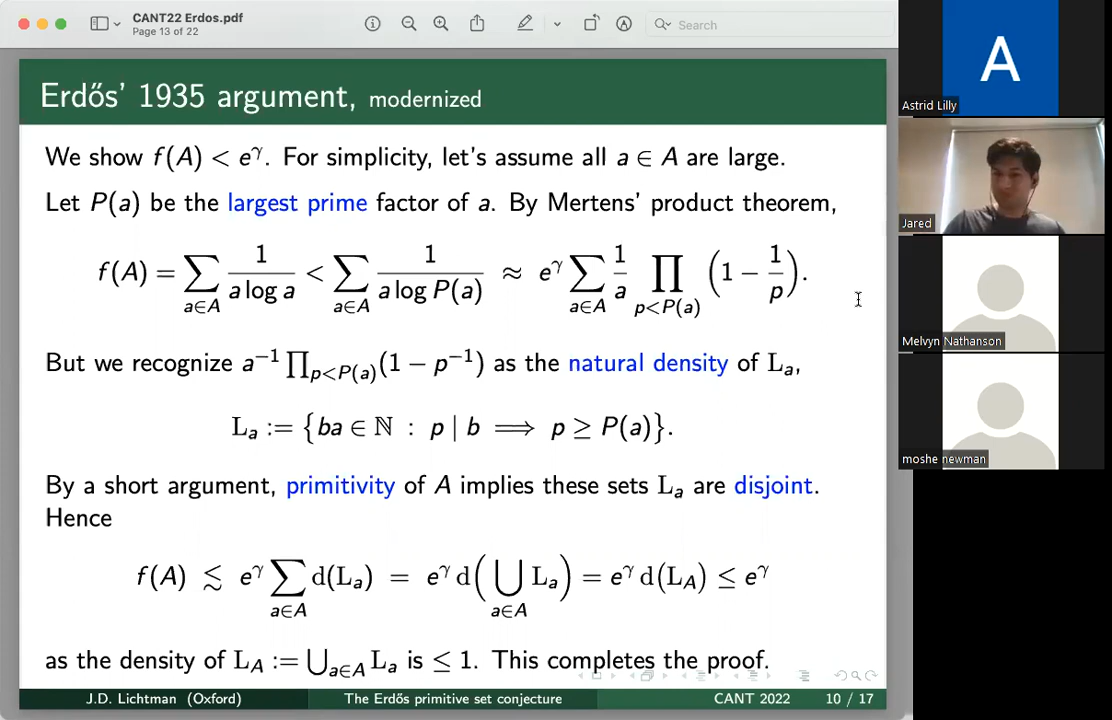 CANT22 Erdos.pdf
Page 13 of 22
Search
Erdős' 1935 argument, modernized
We show f(A) < e^γ. For simplicity, let's assume all a ∈ A are large.
Let P(a) be the largest prime factor of a. By Mertens' product theorem,
f(A) = ∑_{a∈A} 1/(a log a) < ∑_{a∈A} 1/(a log P(a)) ≈ e^γ ∑_{a∈A} 1/a ∏_{p<P(a)} (1 − 1/p).
But we recognize a^{−1} ∏_{p<P(a)} (1 − p^{−1}) as the natural density of L_a,
L_a := {ba ∈ ℕ : p | b ⟹ p ≥ P(a)}.
By a short argument, primitivity of A implies these sets L_a are disjoint.
Hence
f(A) ≲ e^γ ∑_{a∈A} d(L_a) = e^γ d(⋃_{a∈A} L_a) = e^γ d(L_A) ≤ e^γ
as the density of L_A := ⋃_{a∈A} L_a is ≤ 1. This completes the proof.
J.D. Lichtman (Oxford) The Erdős primitive set conjecture CANT 2022 10 / 17
A
Astrid Lilly
Jared
Melvyn Nathanson
moshe newman